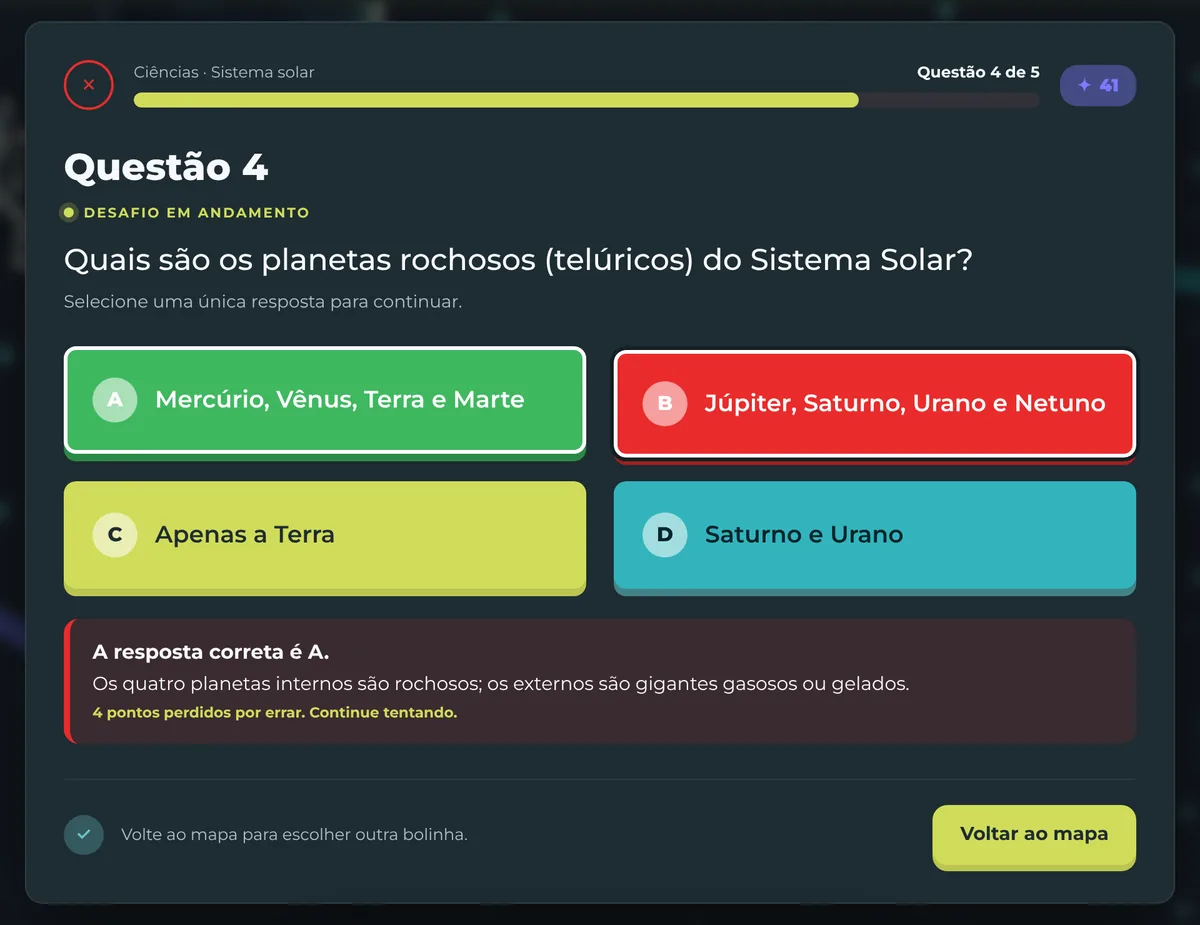 Ciências · Sistema solar
Questão 4 de 5
41
Questão 4
DESAFIO EM ANDAMENTO
Quais são os planetas rochosos (telúricos) do Sistema Solar?
Selecione uma única resposta para continuar.
A Mercúrio, Vênus, Terra e Marte
B Júpiter, Saturno, Urano e Netuno
C Apenas a Terra
D Saturno e Urano
A resposta correta é A.
Os quatro planetas internos são rochosos; os externos são gigantes gasosos ou gelados.
4 pontos perdidos por errar. Continue tentando.
Volte ao mapa para escolher outra bolinha.
Voltar ao mapa